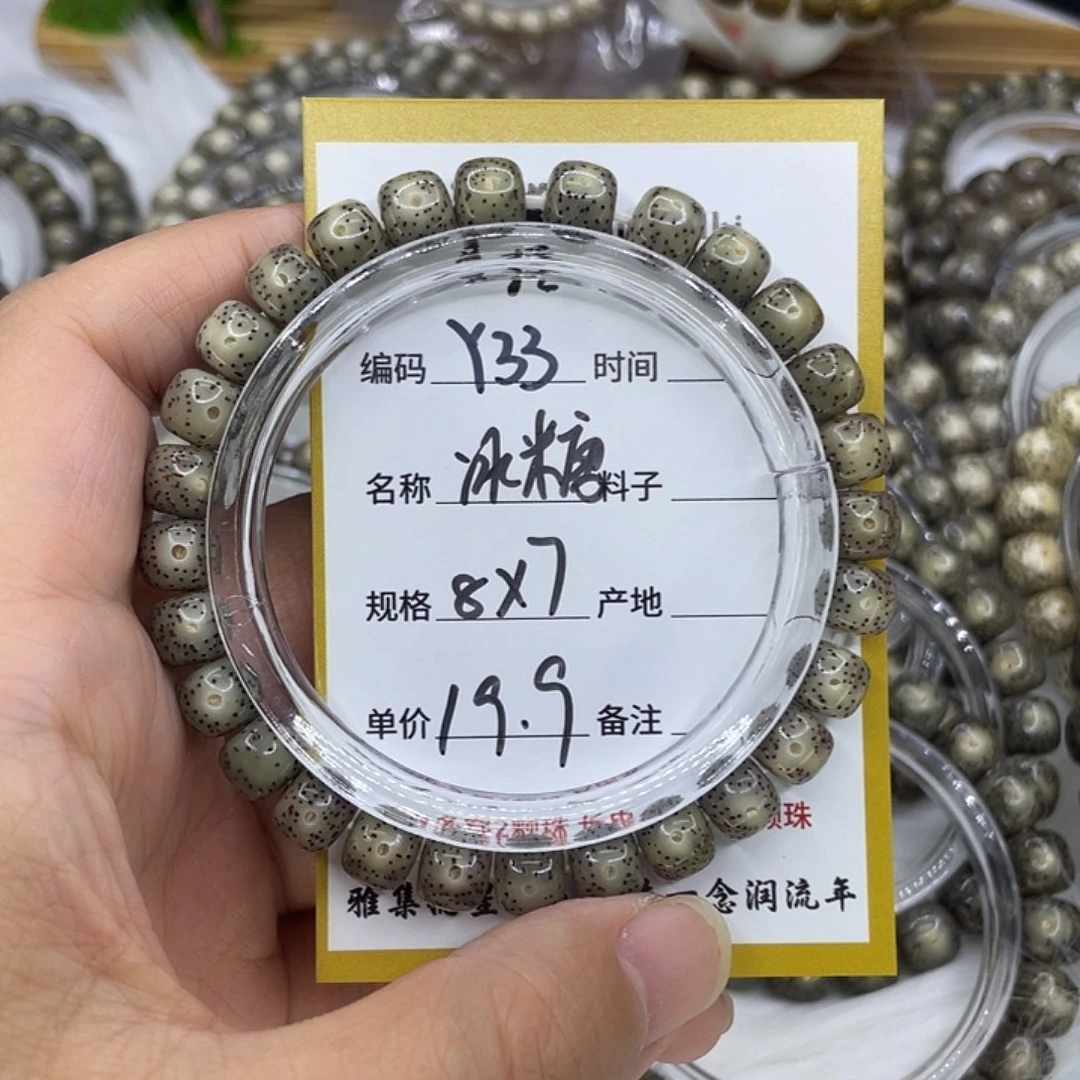 编码 Y33 时间
名称 冰糖 料子
规格 8X7 产地
单价 19.9 备注
珠
雅集 一念润流年